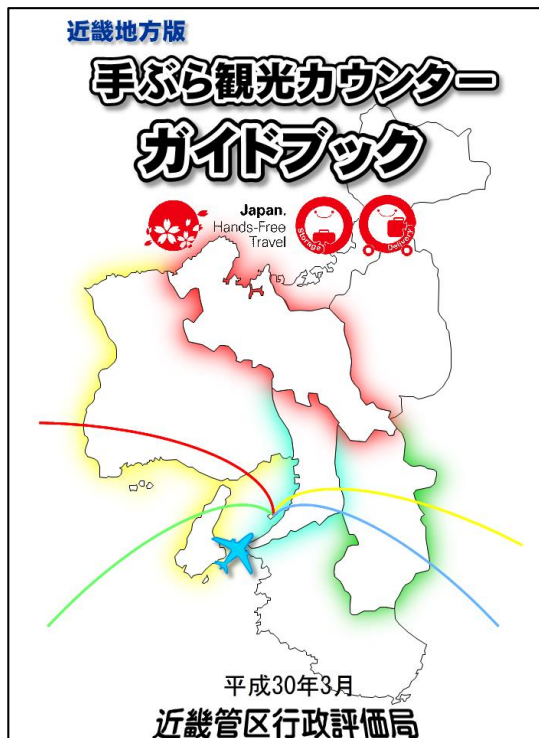 近畿地方版
手ぶら観光カウンター
ガイドブック
Japan.
Hands-Free
Travel
Storage
Delivery
平成30年3月
近畿管区行政評価局